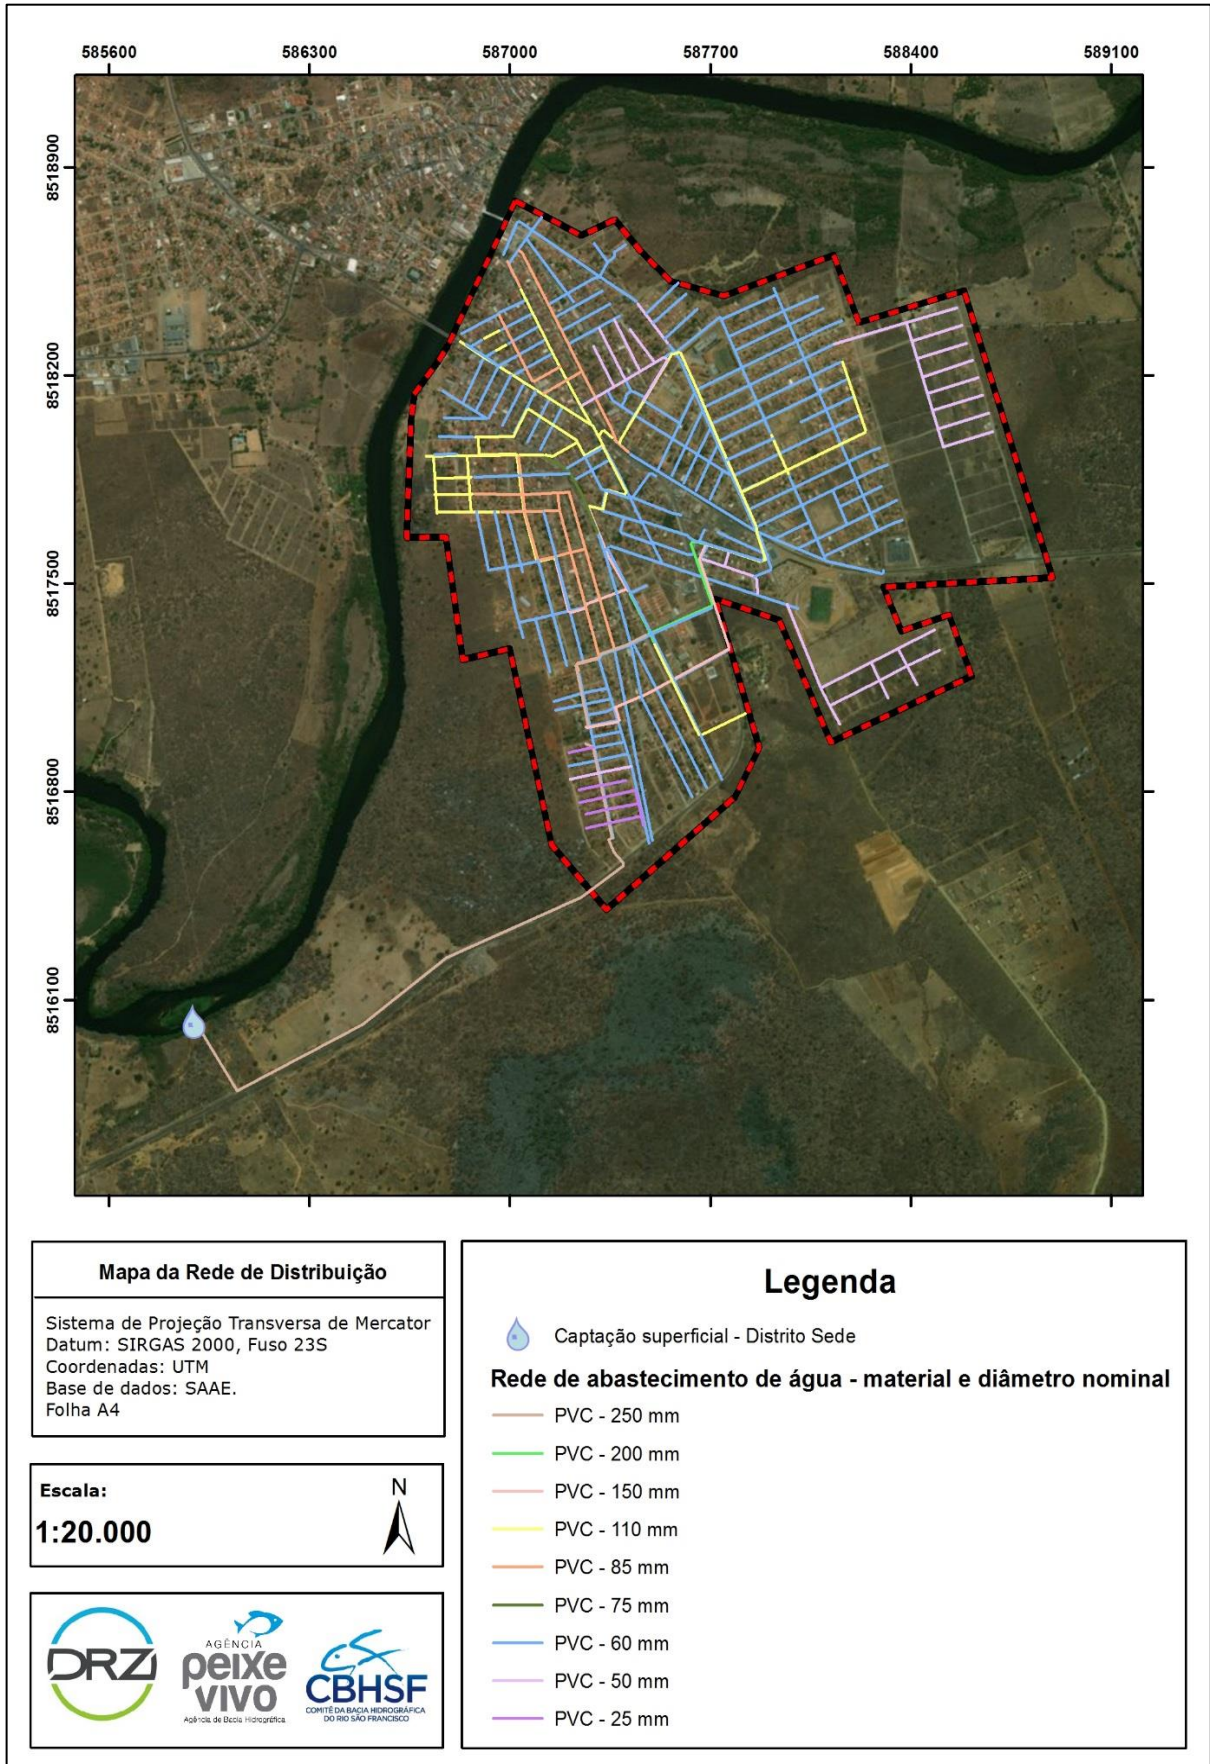 585600 586300 587000 587700 588400 589100
8518900
8518200
8517500
8516800
8516100
Mapa da Rede de Distribuição
Sistema de Projeção Transversa de Mercator
Datum: SIRGAS 2000, Fuso 23S
Coordenadas: UTM
Base de dados: SAAE.
Folha A4
Escala:
1:20.000
N
DRZ
AGÊNCIA
peixe
vivo
Agência de Bacia Hidrográfica
CBHSF
COMITÊ DA BACIA HIDROGRÁFICA
DO RIO SÃO FRANCISCO
Legenda
Captação superficial - Distrito Sede
Rede de abastecimento de água - material e diâmetro nominal
PVC - 250 mm
PVC - 200 mm
PVC - 150 mm
PVC - 110 mm
PVC - 85 mm
PVC - 75 mm
PVC - 60 mm
PVC - 50 mm
PVC - 25 mm